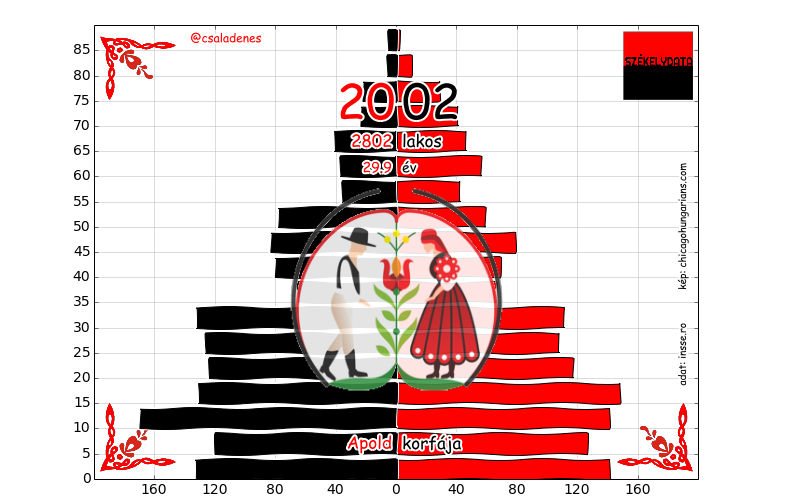 @csaladenes
SZÉKELYDATA
2002
2802 lakos
29.9 év
kép: chicagohungarians.com
adat: insse.ro
Apold korfája
85
80
75
70
65
60
55
50
45
40
35
30
25
20
15
10
5
0
160 120 80 40 0 40 80 120 160